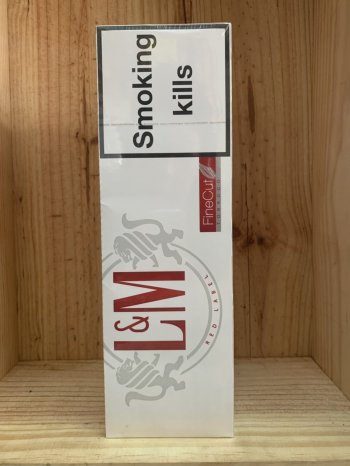 Smoking
kills
FineCut
L&M
RED LABEL